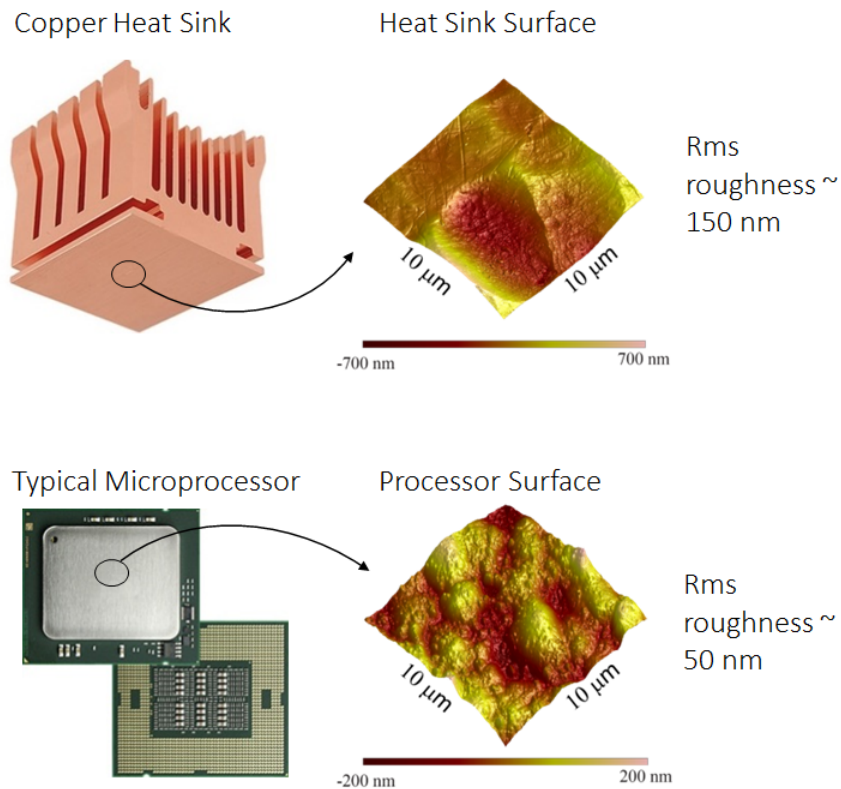 Copper Heat Sink
Heat Sink Surface
Rms
roughness ~
150 nm
10 μm
10 μm
-700 nm
700 nm
Typical Microprocessor
Processor Surface
Rms
roughness ~
50 nm
10 μm
10 μm
-200 nm
200 nm